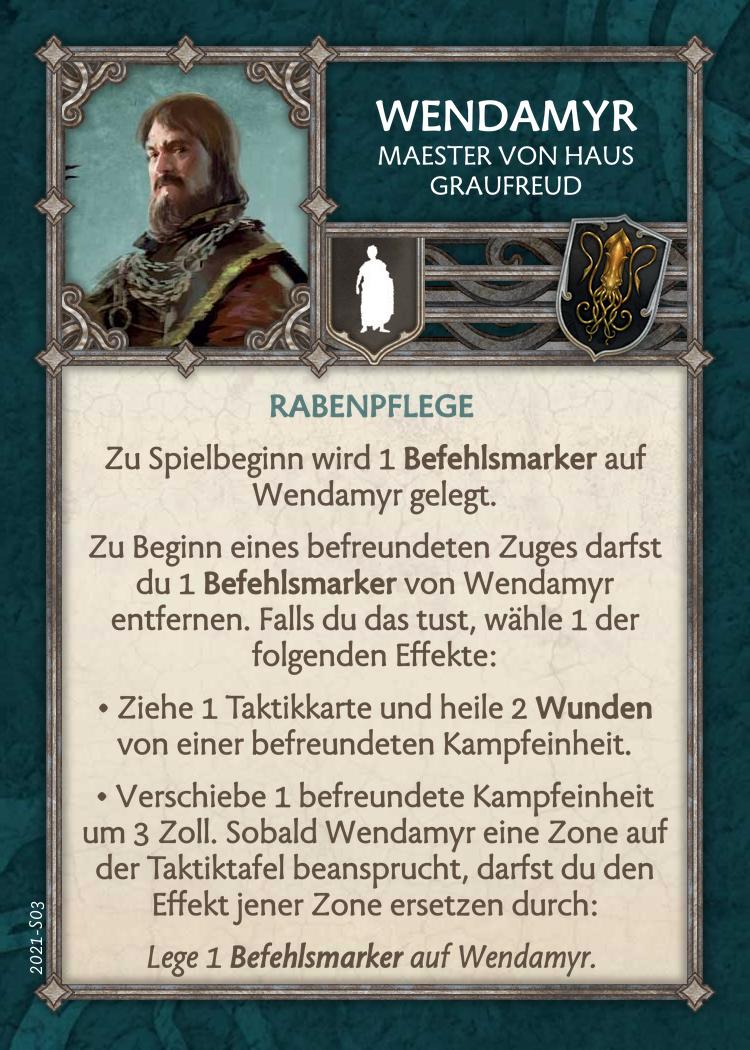 WENDAMYR
MAESTER VON HAUS
GRAUFREUD
RABENPFLEGE
Zu Spielbeginn wird 1 Befehlsmarker auf
Wendamyr gelegt.
Zu Beginn eines befreundeten Zuges darfst
du 1 Befehlsmarker von Wendamyr
entfernen. Falls du das tust, wähle 1 der
folgenden Effekte:
• Ziehe 1 Taktikkarte und heile 2 Wunden
von einer befreundeten Kampfeinheit.
• Verschiebe 1 befreundete Kampfeinheit
um 3 Zoll. Sobald Wendamyr eine Zone auf
der Taktiktafel beansprucht, darfst du den
Effekt jener Zone ersetzen durch:
Lege 1 Befehlsmarker auf Wendamyr.
2021-S03